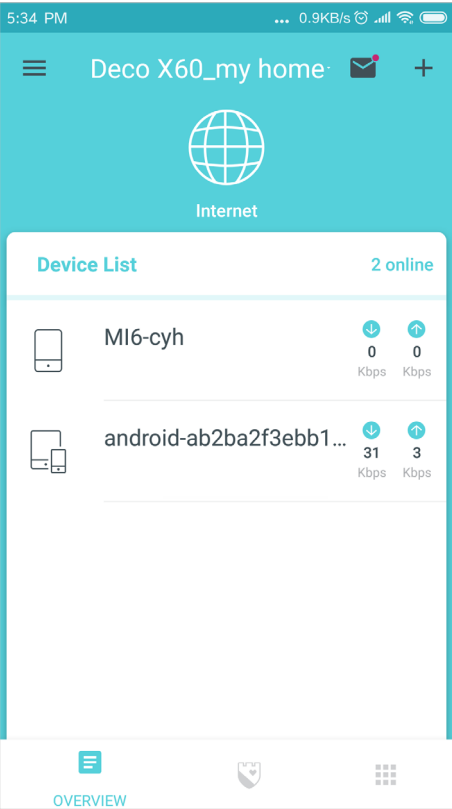 5:34 PM ... 0.9KB/s
Deco X60_my home
Internet
Device List 2 online
MI6-cyh
0 0
Kbps Kbps
android-ab2ba2f3ebb1...
31 3
Kbps Kbps
OVERVIEW